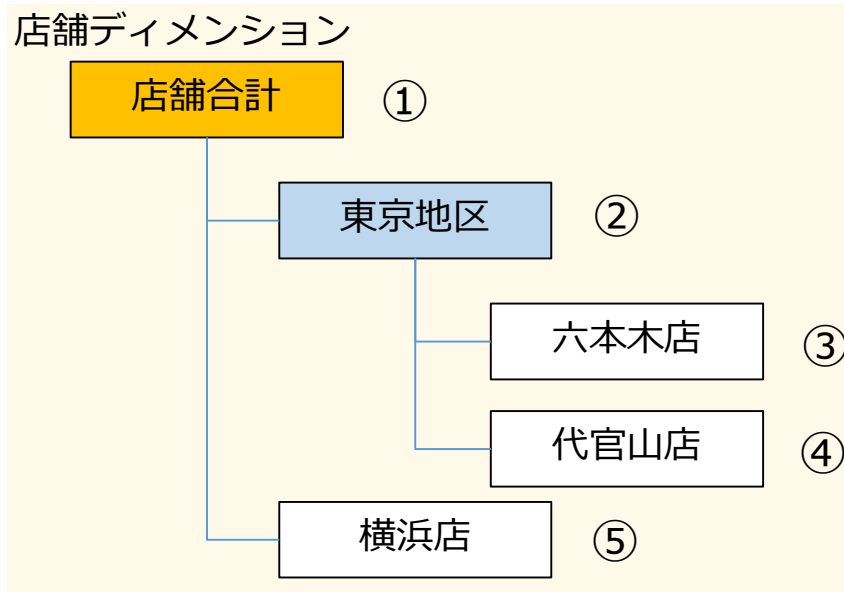 店舗ディメンション
店舗合計 ①
東京地区 ②
六本木店 ③
代官山店 ④
横浜店 ⑤